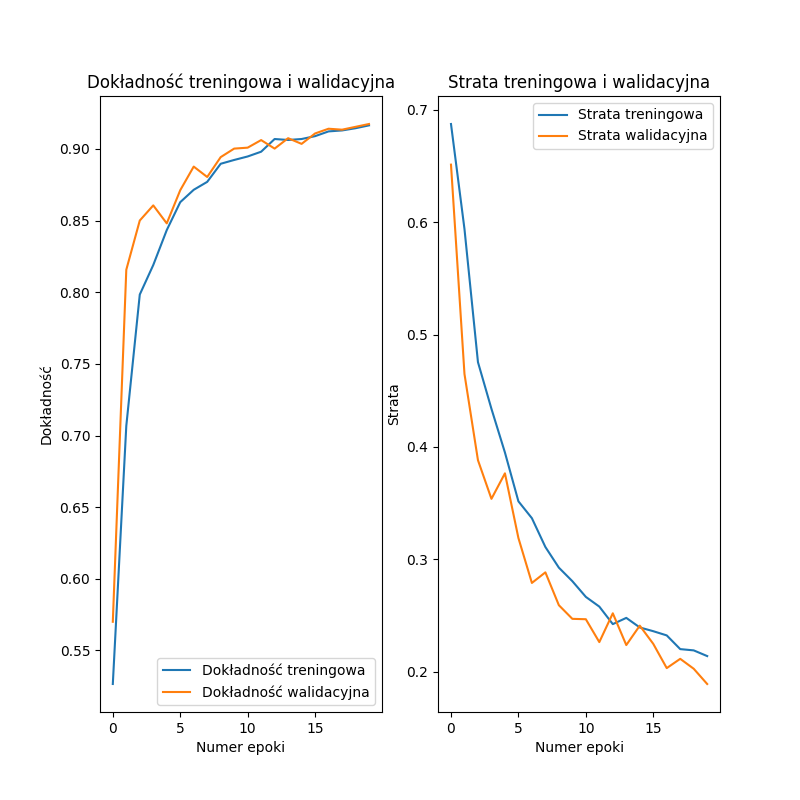 Dokładność treningowa i walidacyjna
0.90
0.85
0.80
0.75
0.70
0.65
0.60
0.55
Dokładność
Dokładność treningowa
Dokładność walidacyjna
0
5
10
15
Numer epoki
Strata treningowa i walidacyjna
Strata treningowa
Strata walidacyjna
0.7
0.6
0.5
0.4
0.3
0.2
Strata
0
5
10
15
Numer epoki